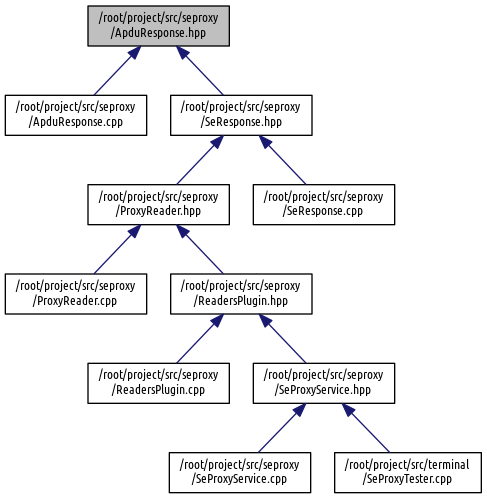 /root/project/src/seproxy
/ApduResponse.hpp
/root/project/src/seproxy
/ApduResponse.cpp
/root/project/src/seproxy
/SeResponse.hpp
/root/project/src/seproxy
/ProxyReader.hpp
/root/project/src/seproxy
/SeResponse.cpp
/root/project/src/seproxy
/ProxyReader.cpp
/root/project/src/seproxy
/ReadersPlugin.hpp
/root/project/src/seproxy
/ReadersPlugin.cpp
/root/project/src/seproxy
/SeProxyService.hpp
/root/project/src/seproxy
/SeProxyService.cpp
/root/project/src/terminal
/SeProxyTester.cpp